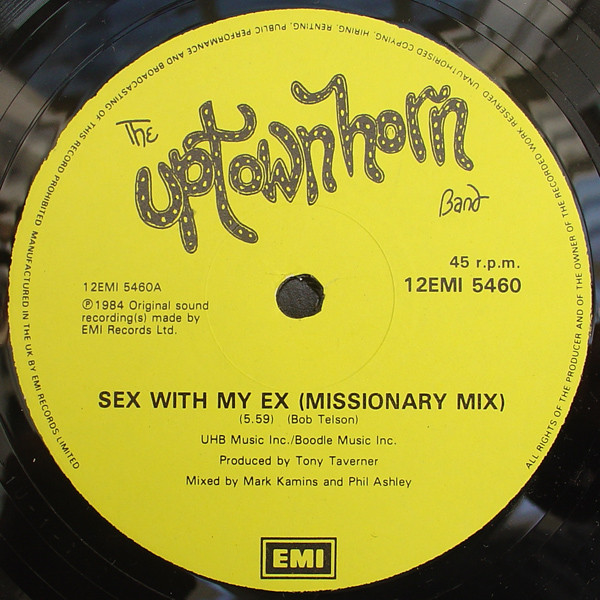 The
uptownhorn
Band
45 r.p.m.
12EMI 5460A
12EMI 5460
℗1984 Original sound
recording(s) made by
EMI Records Ltd.
SEX WITH MY EX (MISSIONARY MIX)
(5.59) (Bob Telson)
UHB Music Inc./Boodle Music Inc.
Produced by Tony Taverner
Mixed by Mark Kamins and Phil Ashley
EMI
ALL RIGHTS OF THE PRODUCER AND OF THE OWNER OF THE RECORDED WORK RESERVED UNAUTHORISED COPYING, HIRING, RENTING, PUBLIC PERFORMANCE AND BROADCASTING OF THIS RECORD PROHIBITED MANUFACTURED IN THE UK BY EMI RECORDS LIMITED